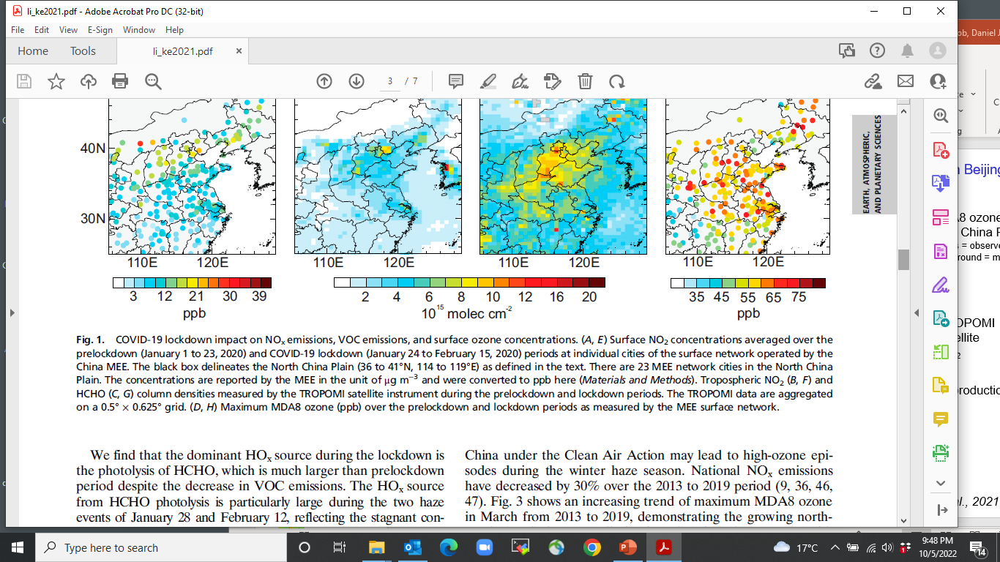 li_ke2021.pdf - Adobe Acrobat Pro DC (32-bit)
File Edit View E-Sign Window Help
Home Tools li_ke2021.pdf ×
3 / 7
ob, Daniel J
40N
30N
110E 120E
110E 120E
110E 120E
3 12 21 30 39
ppb
2 4 6 8 10 12 16 20
10¹⁵ molec cm⁻²
35 45 55 65 75
ppb
EARTH, ATMOSPHERIC,
AND PLANETARY SCIENCES
Fig. 1. COVID-19 lockdown impact on NOₓ emissions, VOC emissions, and surface ozone concentrations. (A, E) Surface NO₂ concentrations averaged over the
prelockdown (January 1 to 23, 2020) and COVID-19 lockdown (January 24 to February 15, 2020) periods at individual cities of the surface network operated by the
China MEE. The black box delineates the North China Plain (36 to 41°N, 114 to 119°E) as defined in the text. There are 23 MEE network cities in the North China
Plain. The concentrations are reported by the MEE in the unit of μg m⁻³ and were converted to ppb here (Materials and Methods). Tropospheric NO₂ (B, F) and
HCHO (C, G) column densities measured by the TROPOMI satellite instrument during the prelockdown and lockdown periods. The TROPOMI data are aggregated
on a 0.5° × 0.625° grid. (D, H) Maximum MDA8 ozone (ppb) over the prelockdown and lockdown periods as measured by the MEE surface network.
We find that the dominant HOₓ source during the lockdown is
the photolysis of HCHO, which is much larger than prelockdown
period despite the decrease in VOC emissions. The HOₓ source
from HCHO photolysis is particularly large during the two haze
events of January 28 and February 12, reflecting the stagnant con-
China under the Clean Air Action may lead to high-ozone epi-
sodes during the winter haze season. National NOₓ emissions
have decreased by 30% over the 2013 to 2019 period (9, 36, 46,
47). Fig. 3 shows an increasing trend of maximum MDA8 ozone
in March from 2013 to 2019, demonstrating the growing north-
n Beijing
A8 ozone
China P
s = observe
round = m
OPOMI
ellite
2
roductio
l., 2021
Type here to search
17°C
9:48 PM
10/5/2022
14